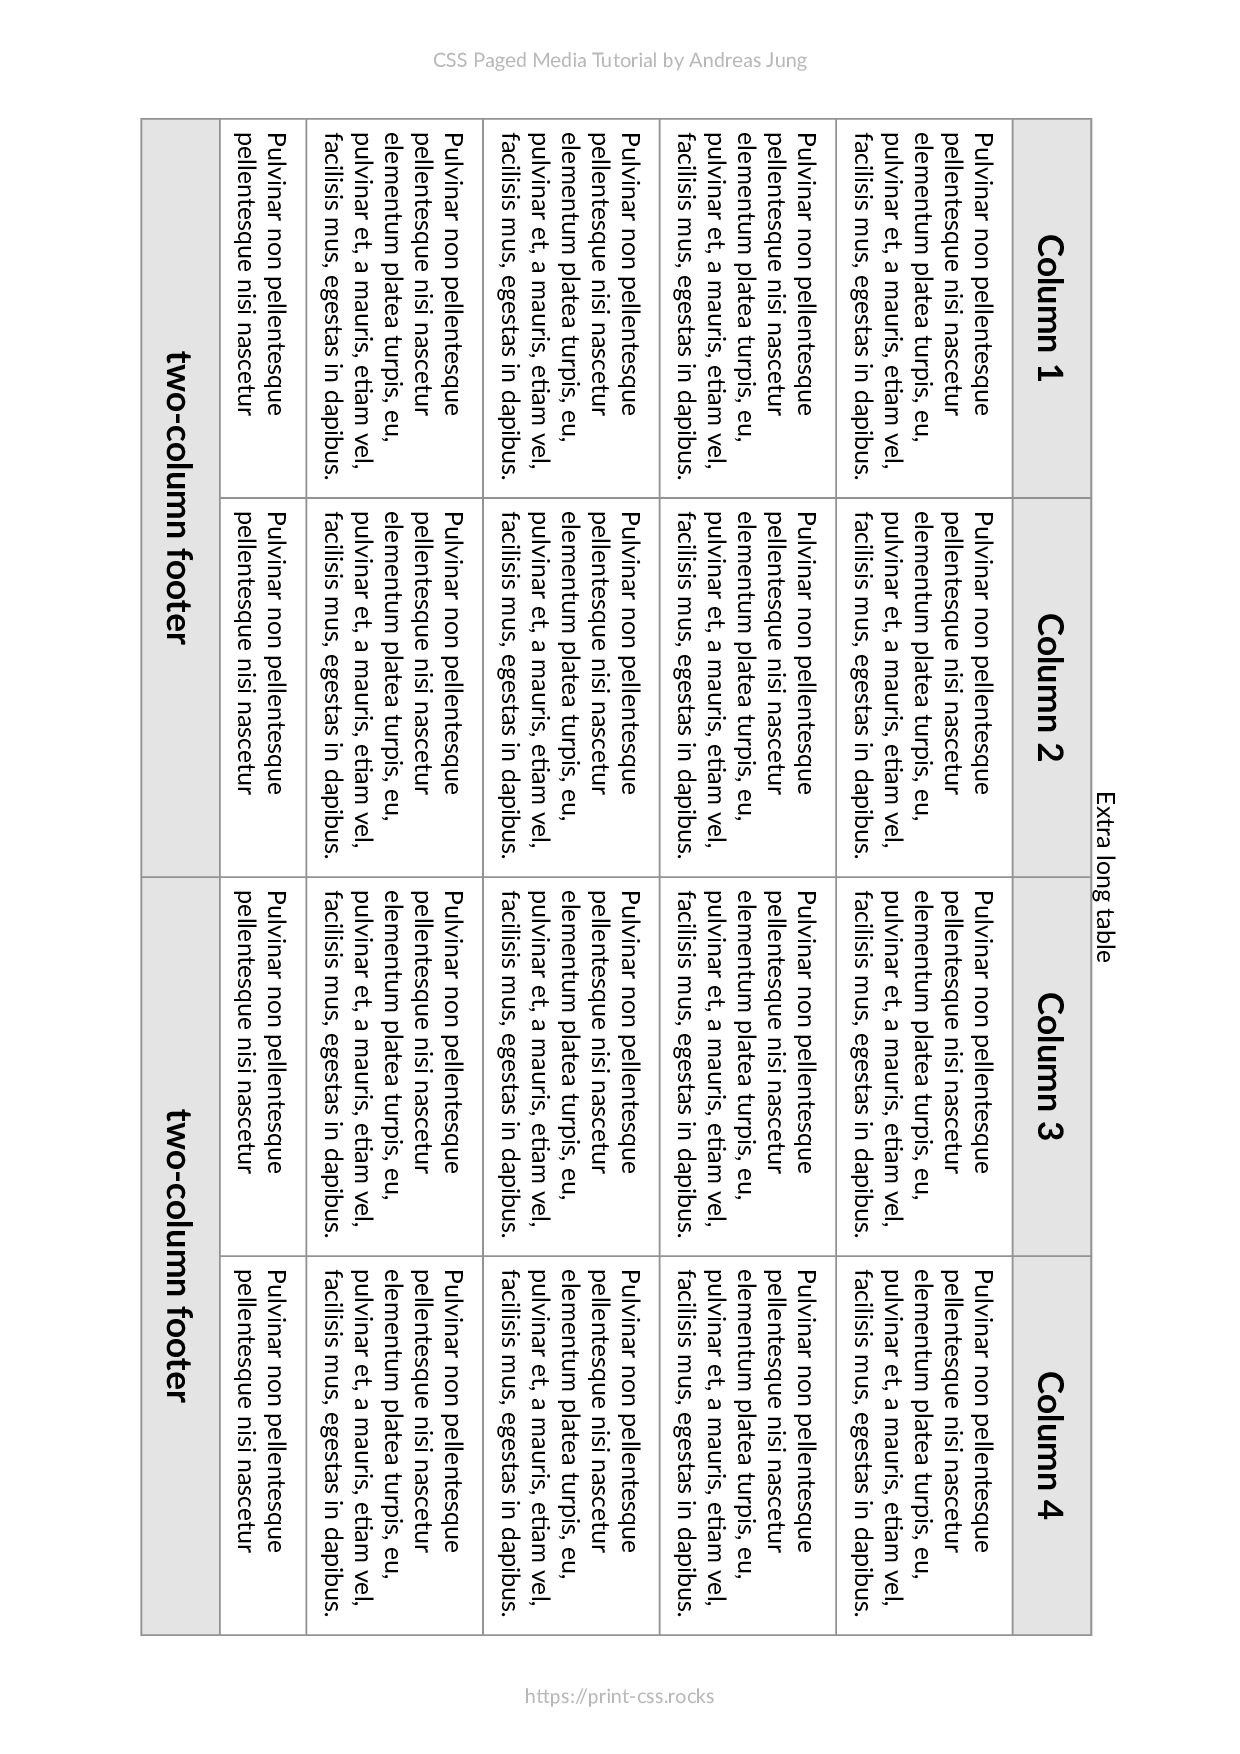 CSS Paged Media Tutorial by Andreas Jung
Extra long table
Column 1
Column 2
Column 3
Column 4
Pulvinar non pellentesque
pellentesque nisi nascetur
elementum platea turpis, eu,
pulvinar et, a mauris, etiam vel,
facilisis mus, egestas in dapibus.
Pulvinar non pellentesque
pellentesque nisi nascetur
elementum platea turpis, eu,
pulvinar et, a mauris, etiam vel,
facilisis mus, egestas in dapibus.
Pulvinar non pellentesque
pellentesque nisi nascetur
elementum platea turpis, eu,
pulvinar et, a mauris, etiam vel,
facilisis mus, egestas in dapibus.
Pulvinar non pellentesque
pellentesque nisi nascetur
elementum platea turpis, eu,
pulvinar et, a mauris, etiam vel,
facilisis mus, egestas in dapibus.
Pulvinar non pellentesque
pellentesque nisi nascetur
elementum platea turpis, eu,
pulvinar et, a mauris, etiam vel,
facilisis mus, egestas in dapibus.
Pulvinar non pellentesque
pellentesque nisi nascetur
elementum platea turpis, eu,
pulvinar et, a mauris, etiam vel,
facilisis mus, egestas in dapibus.
Pulvinar non pellentesque
pellentesque nisi nascetur
elementum platea turpis, eu,
pulvinar et, a mauris, etiam vel,
facilisis mus, egestas in dapibus.
Pulvinar non pellentesque
pellentesque nisi nascetur
elementum platea turpis, eu,
pulvinar et, a mauris, etiam vel,
facilisis mus, egestas in dapibus.
Pulvinar non pellentesque
pellentesque nisi nascetur
elementum platea turpis, eu,
pulvinar et, a mauris, etiam vel,
facilisis mus, egestas in dapibus.
Pulvinar non pellentesque
pellentesque nisi nascetur
elementum platea turpis, eu,
pulvinar et, a mauris, etiam vel,
facilisis mus, egestas in dapibus.
Pulvinar non pellentesque
pellentesque nisi nascetur
elementum platea turpis, eu,
pulvinar et, a mauris, etiam vel,
facilisis mus, egestas in dapibus.
Pulvinar non pellentesque
pellentesque nisi nascetur
elementum platea turpis, eu,
pulvinar et, a mauris, etiam vel,
facilisis mus, egestas in dapibus.
Pulvinar non pellentesque
pellentesque nisi nascetur
elementum platea turpis, eu,
pulvinar et, a mauris, etiam vel,
facilisis mus, egestas in dapibus.
Pulvinar non pellentesque
pellentesque nisi nascetur
elementum platea turpis, eu,
pulvinar et, a mauris, etiam vel,
facilisis mus, egestas in dapibus.
Pulvinar non pellentesque
pellentesque nisi nascetur
elementum platea turpis, eu,
pulvinar et, a mauris, etiam vel,
facilisis mus, egestas in dapibus.
Pulvinar non pellentesque
pellentesque nisi nascetur
elementum platea turpis, eu,
pulvinar et, a mauris, etiam vel,
facilisis mus, egestas in dapibus.
Pulvinar non pellentesque
pellentesque nisi nascetur
Pulvinar non pellentesque
pellentesque nisi nascetur
Pulvinar non pellentesque
pellentesque nisi nascetur
Pulvinar non pellentesque
pellentesque nisi nascetur
two-column footer
two-column footer
https://print-css.rocks